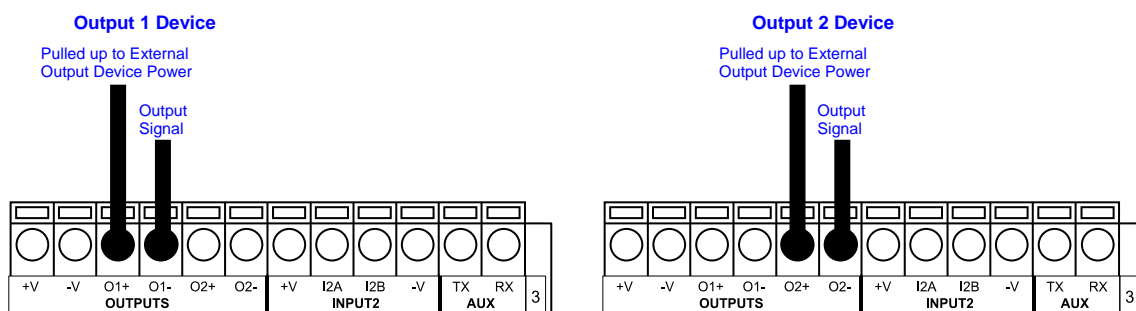 Output 1 Device
Pulled up to External
Output Device Power
Output
Signal
+V -V O1+ O1- O2+ O2- +V I2A I2B -V TX RX
OUTPUTS INPUT2 AUX 3
Output 2 Device
Pulled up to External
Output Device Power
Output
Signal
+V -V O1+ O1- O2+ O2- +V I2A I2B -V TX RX
OUTPUTS INPUT2 AUX 3